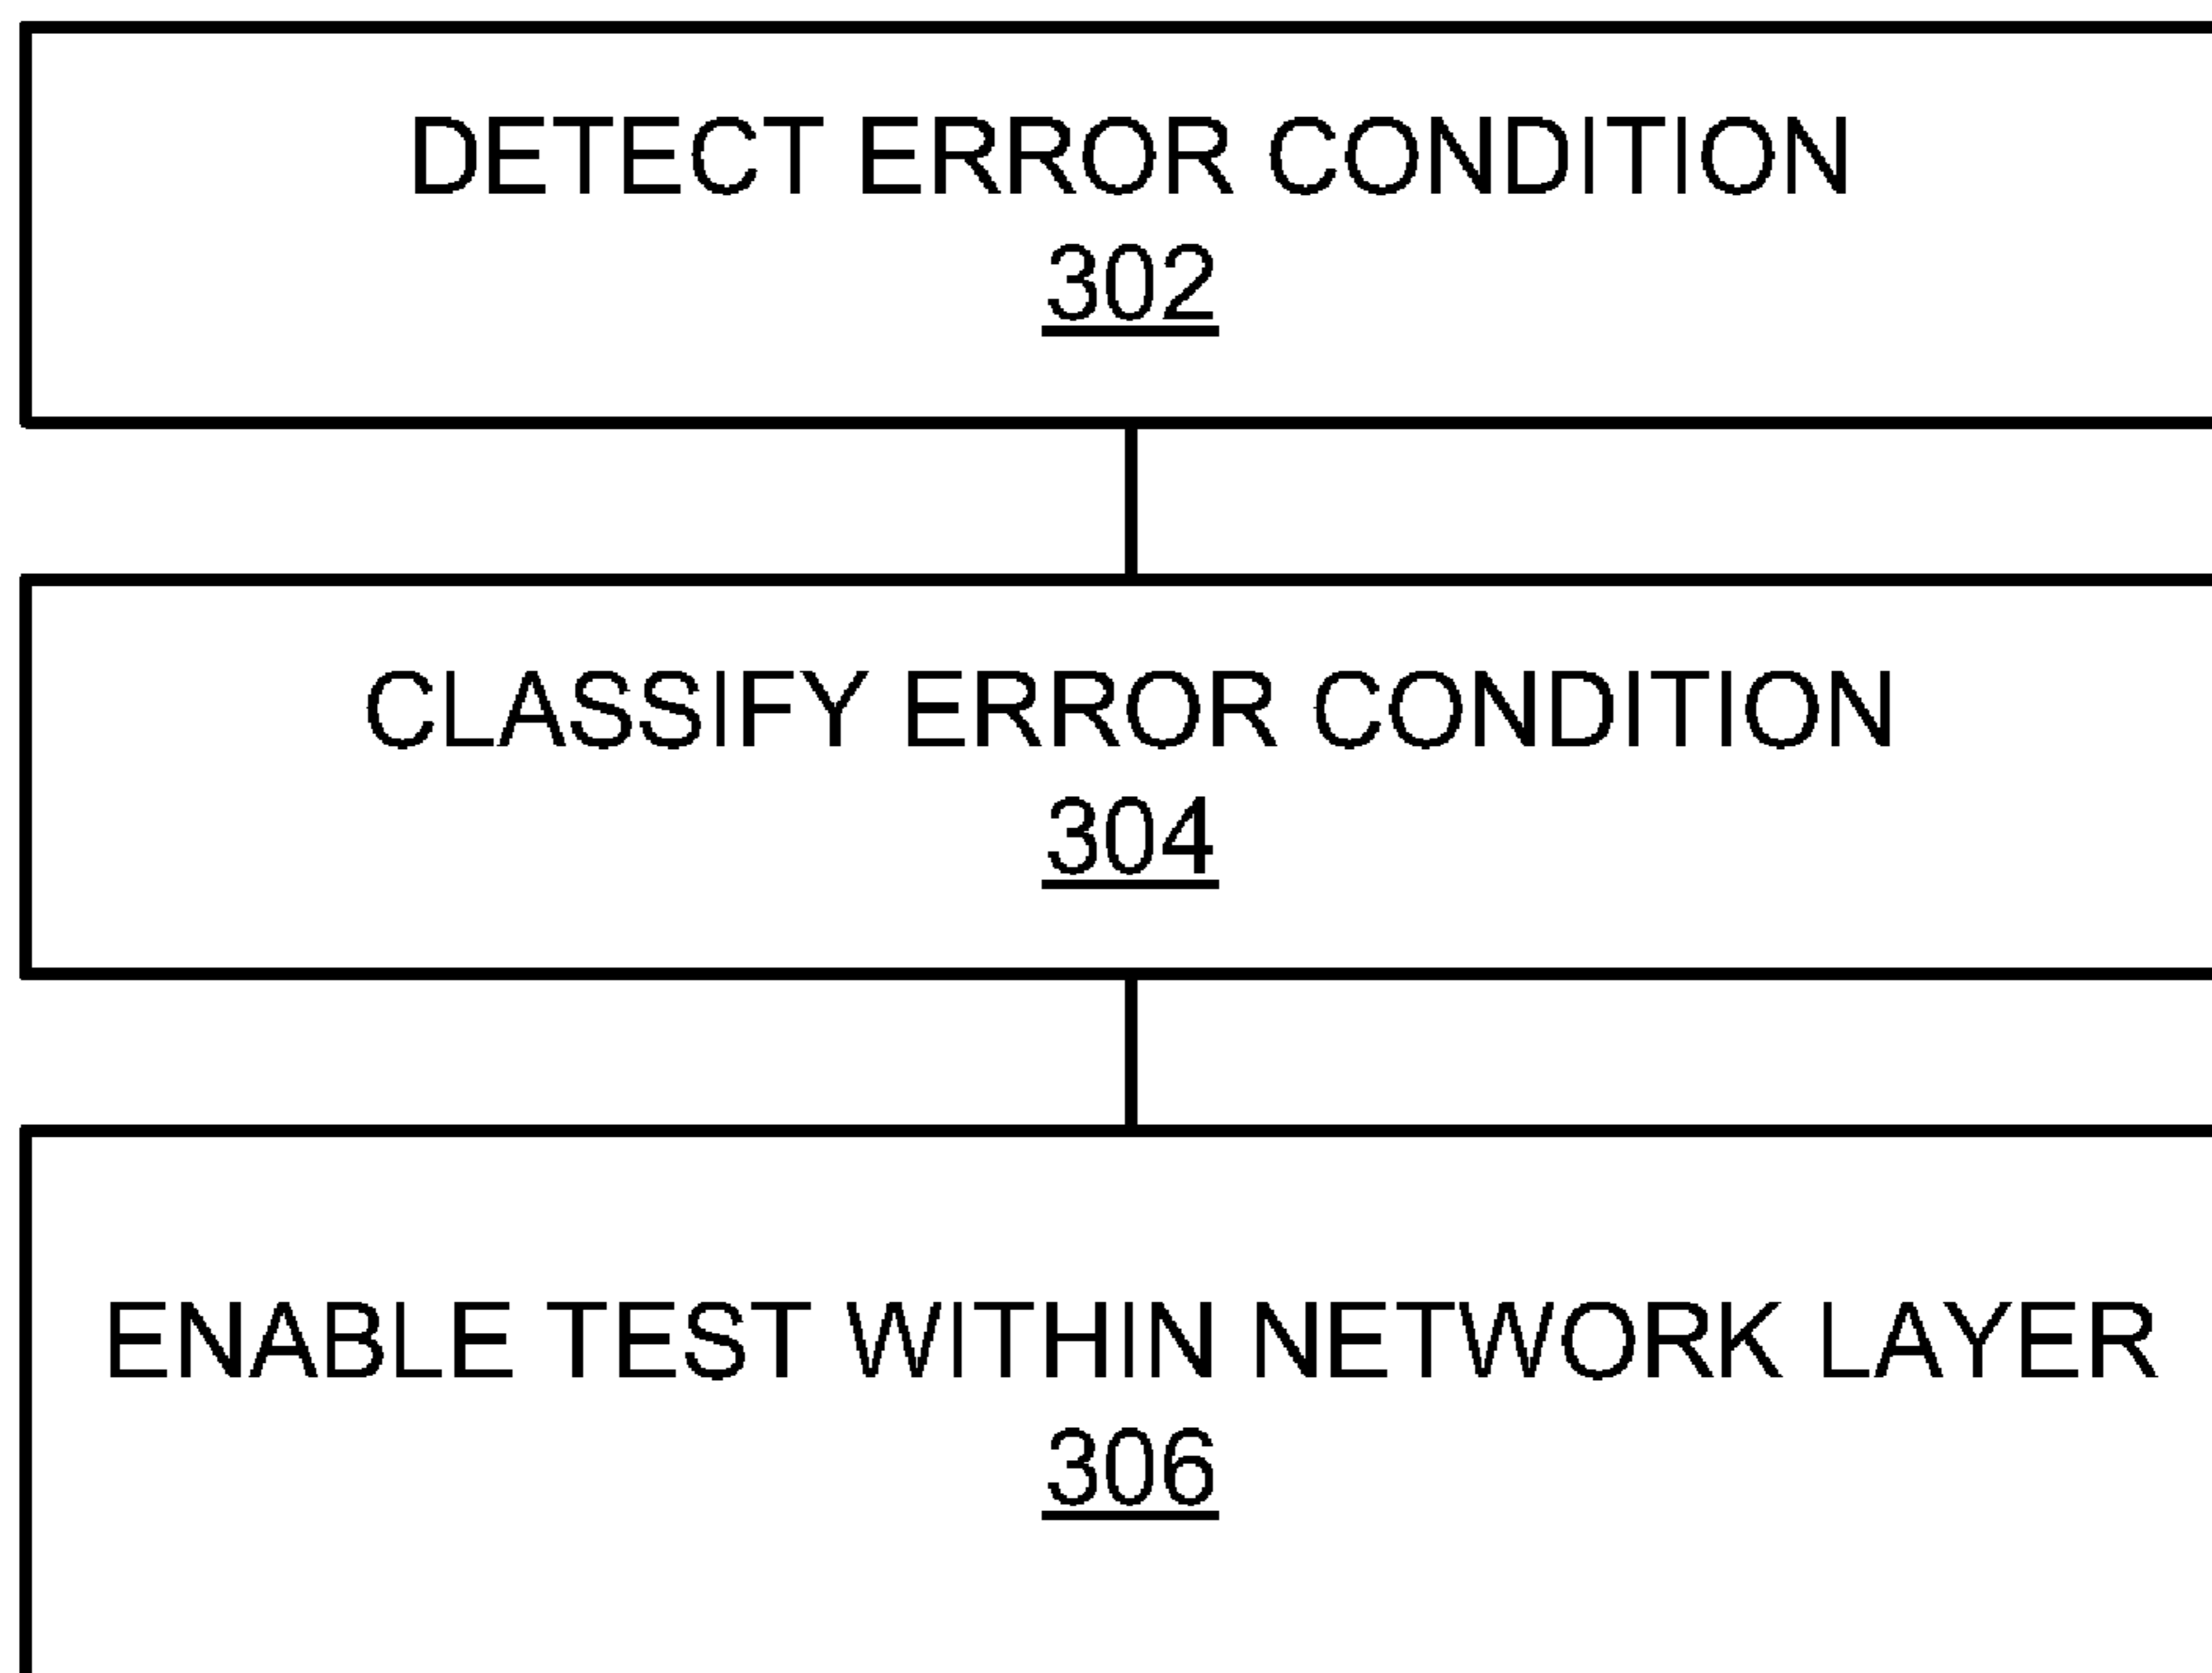 DETECT ERROR CONDITION
302
CLASSIFY ERROR CONDITION
304
ENABLE TEST WITHIN NETWORK LAYER
306